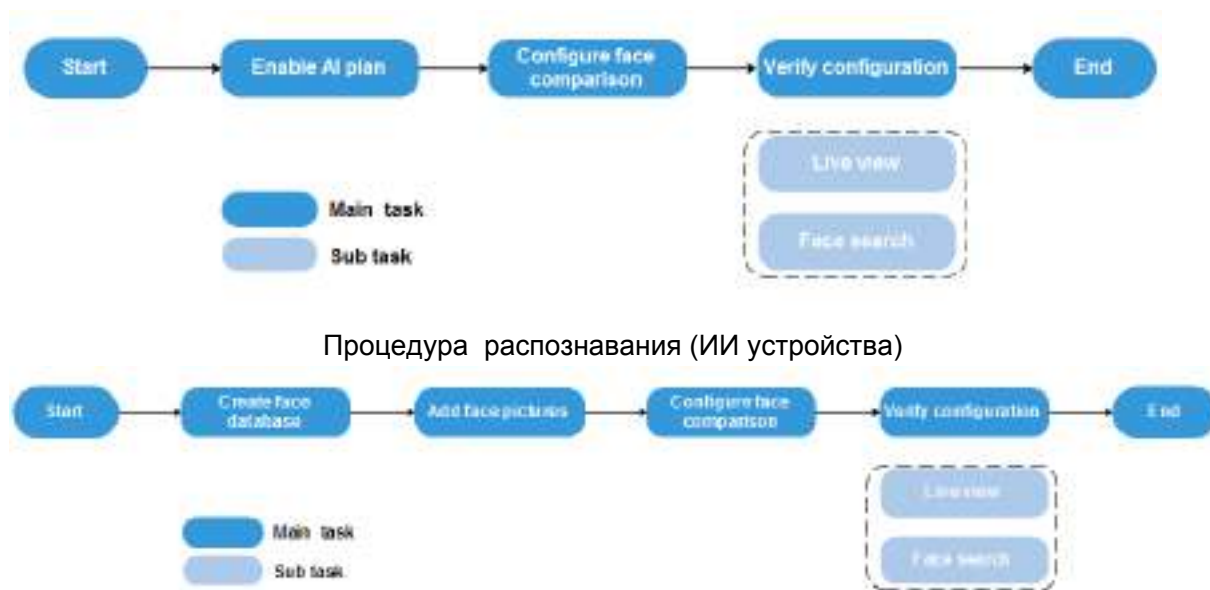 Start
Enable AI plan
Configure face
comparison
Verify configuration
End
Live view
Face search
Main task
Sub task
Процедура распознавания (ИИ устройства)
Start
Create face
database
Add face pictures
Configure face
comparison
Verify configuration
End
Live view
Face search
Main task
Sub task